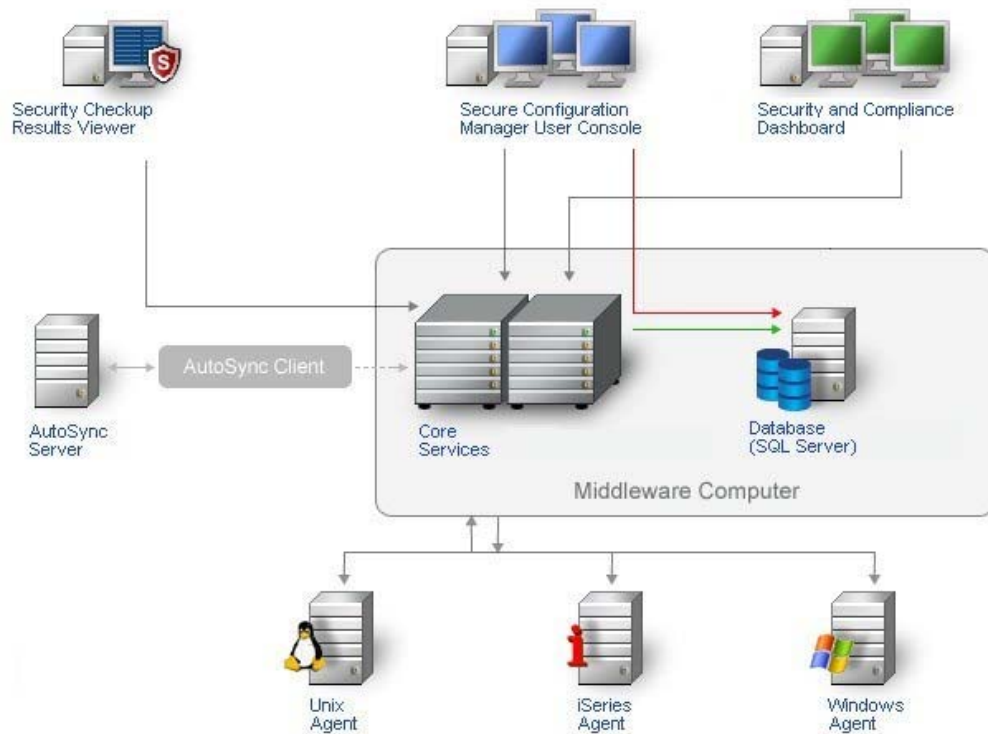 Security Checkup
Results Viewer
Secure Configuration
Manager User Console
Security and Compliance
Dashboard
S
AutoSync Client
AutoSync
Server
Core
Services
Database
(SQL Server)
Middleware Computer
i
Unix
Agent
iSeries
Agent
Windows
Agent